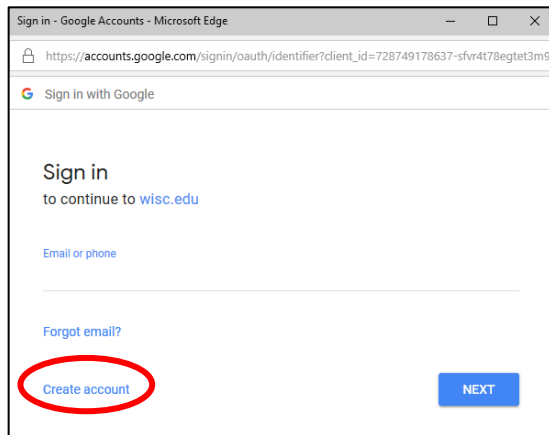 Sign in - Google Accounts - Microsoft Edge
https://accounts.google.com/signin/oauth/identifier?client_id=728749178637-sfvr4t78egtet3m9
Sign in with Google
Sign in
to continue to wisc.edu
Email or phone
Forgot email?
Create account
NEXT